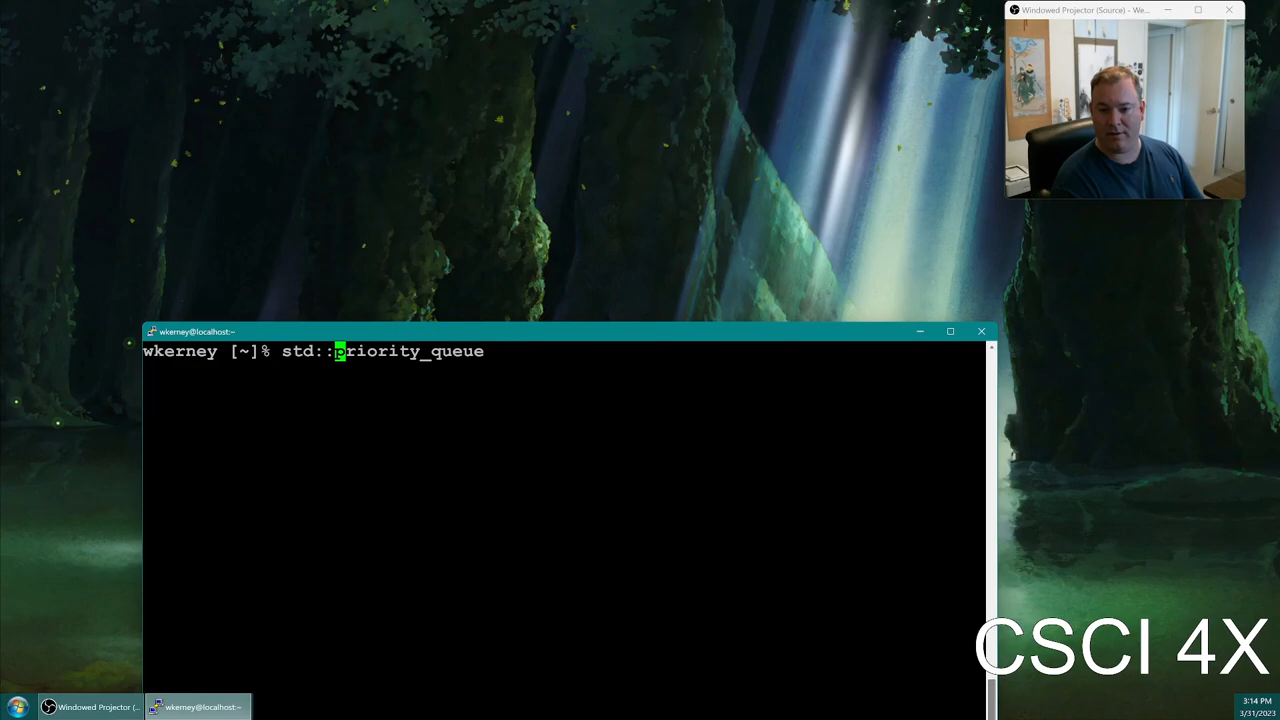 Windowed Projector (Source) - We...
wkerney@localhost:~
wkerney [~]% std::priority_queue
CSCI 4X
Windowed Projector (...
wkerney@localhost:~
3:14 PM
3/31/2023